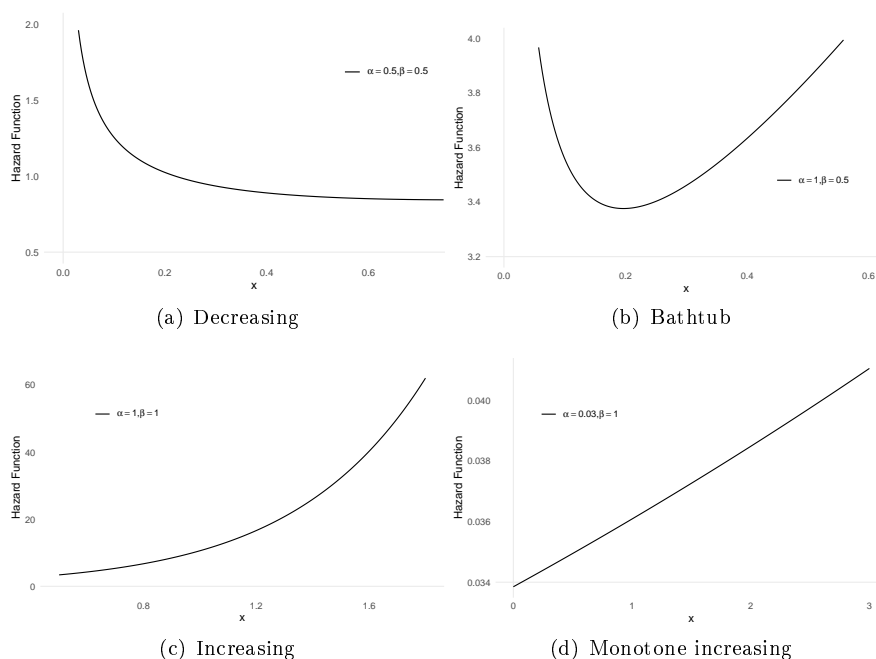 2.0
1.5
1.0
0.5
Hazard Function
α = 0.5,β = 0.5
0.0 0.2 0.4 0.6
x
(a) Decreasing
4.0
3.8
3.6
3.4
3.2
Hazard Function
α = 1,β = 0.5
0.0 0.2 0.4 0.6
x
(b) Bathtub
60
40
20
0
Hazard Function
α = 1,β = 1
0.8 1.2 1.6
x
(c) Increasing
0.040
0.038
0.036
0.034
Hazard Function
α = 0.03,β = 1
0 1 2 3
x
(d) Monotone increasing